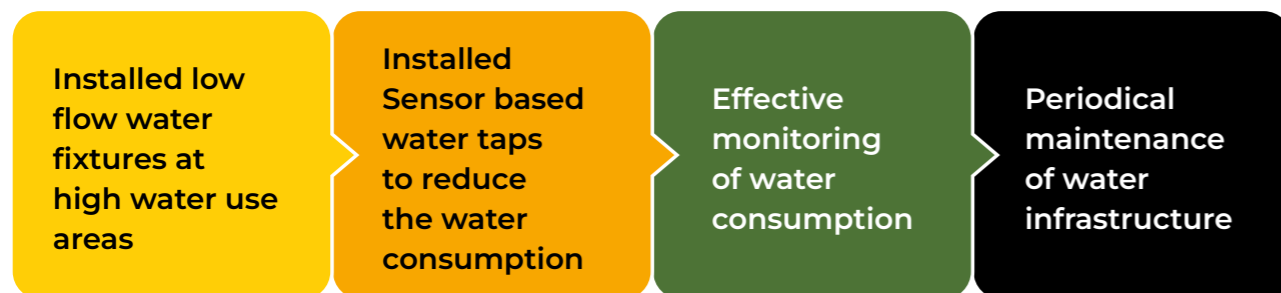 Installed low
flow water
fixtures at
high water use
areas
Installed
Sensor based
water taps
to reduce
the water
consumption
Effective
monitoring
of water
consumption
Periodical
maintenance
of water
infrastructure